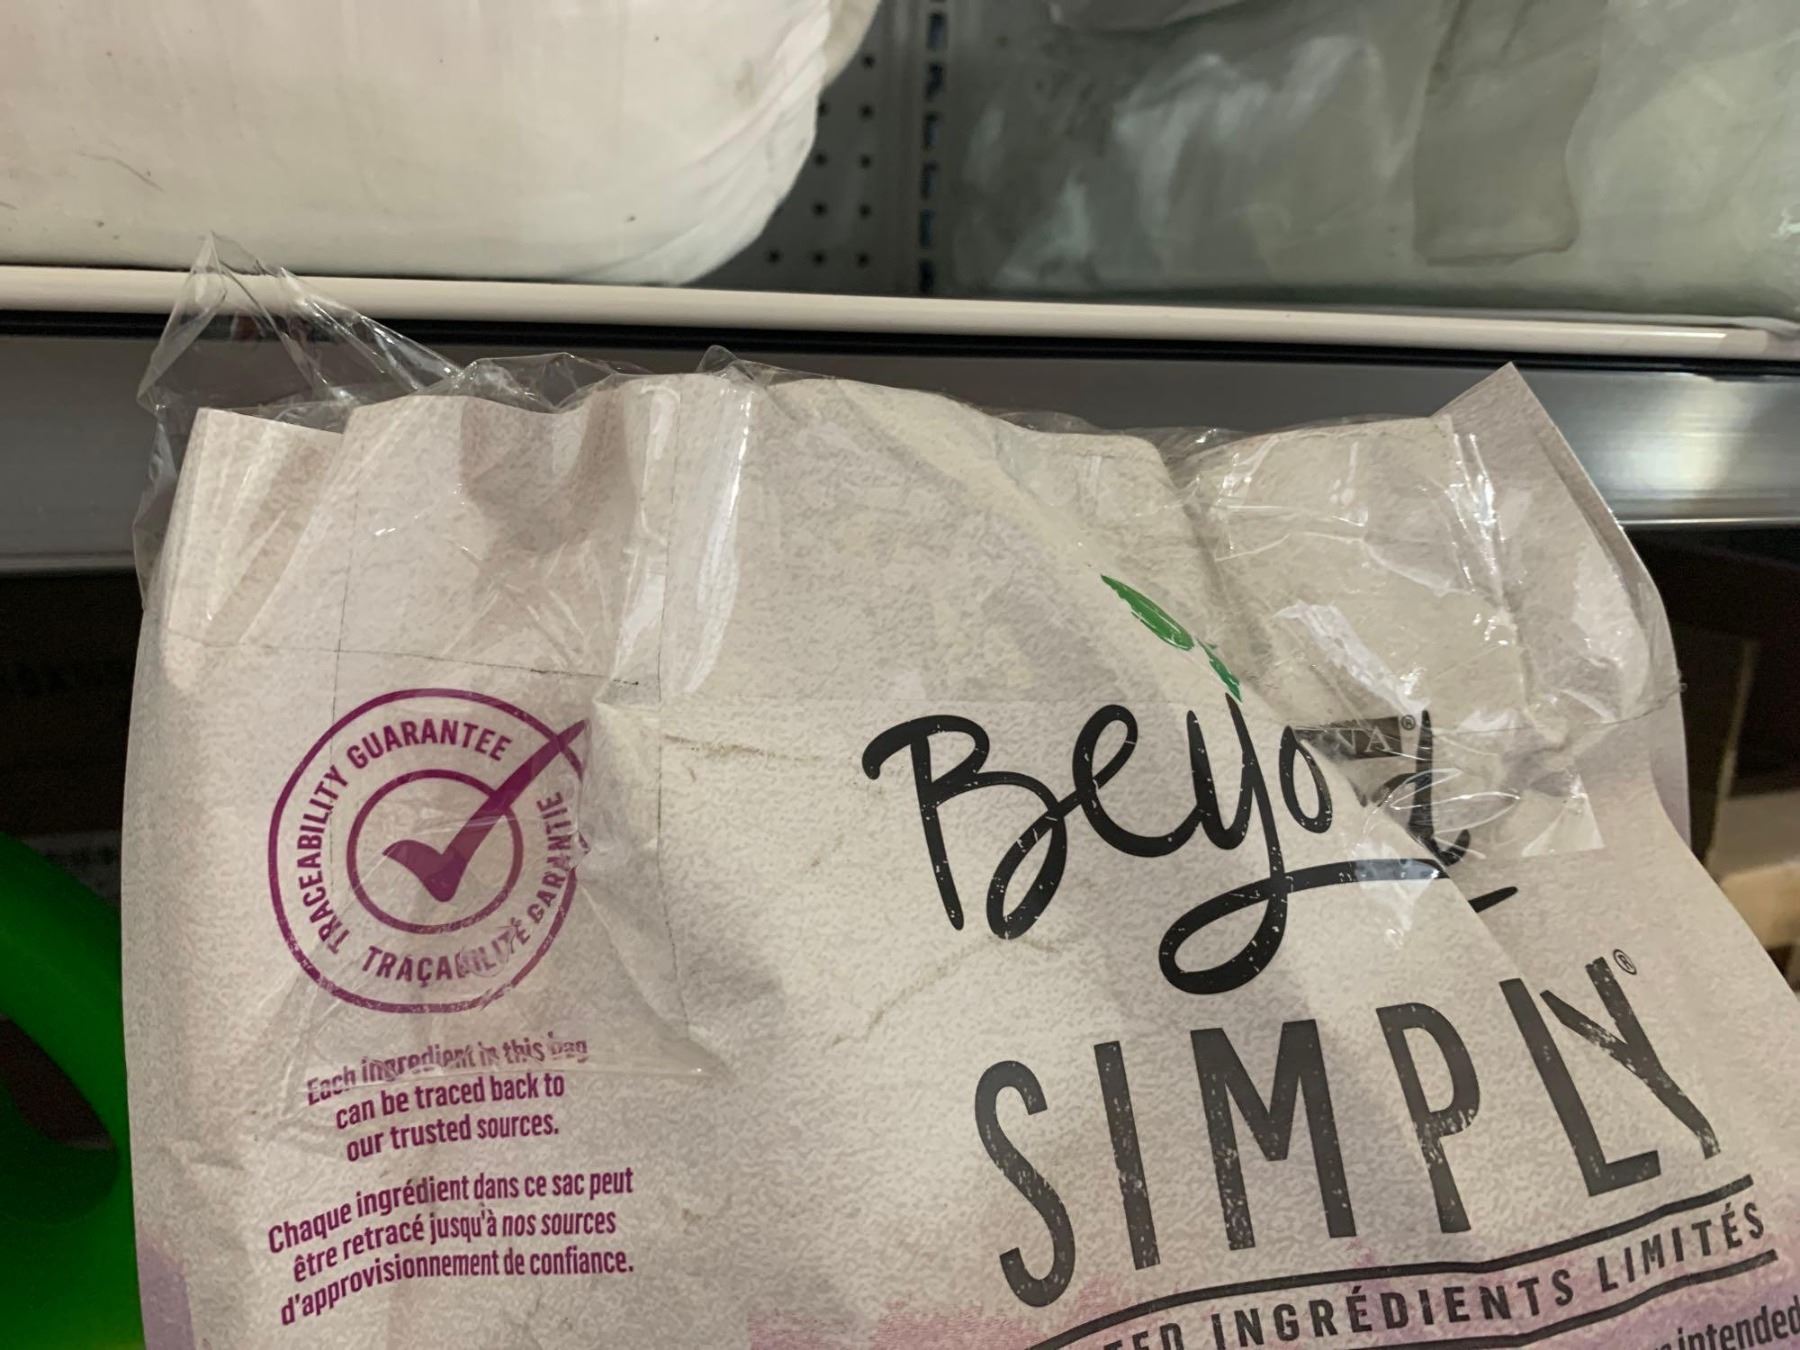 TRACEABILITY GUARANTEE
TRAÇABILITÉ GARANTIE
Each ingredient in this bag
can be traced back to
our trusted sources.
Chaque ingrédient dans ce sac peut
être retracé jusqu'à nos sources
d'approvisionnement de confiance.
SIMPLY®
INGRÉDIENTS LIMITÉS
intended